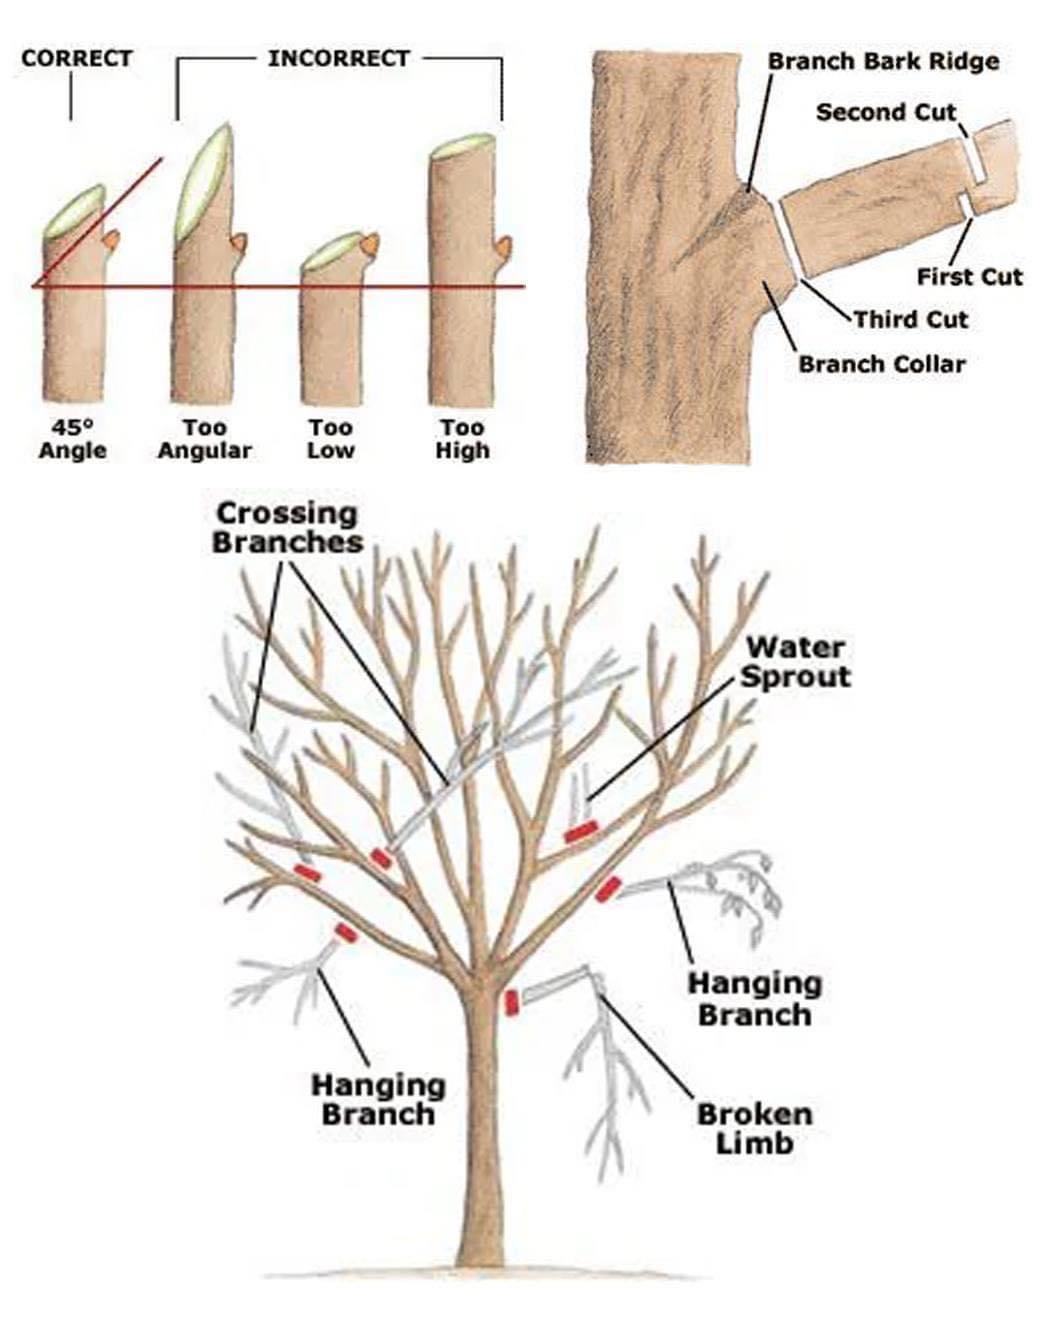 CORRECT
INCORRECT
45°
Angle
Too
Angular
Too
Low
Too
High
Branch Bark Ridge
Second Cut
First Cut
Third Cut
Branch Collar
Crossing
Branches
Water
Sprout
Hanging
Branch
Hanging
Branch
Broken
Limb